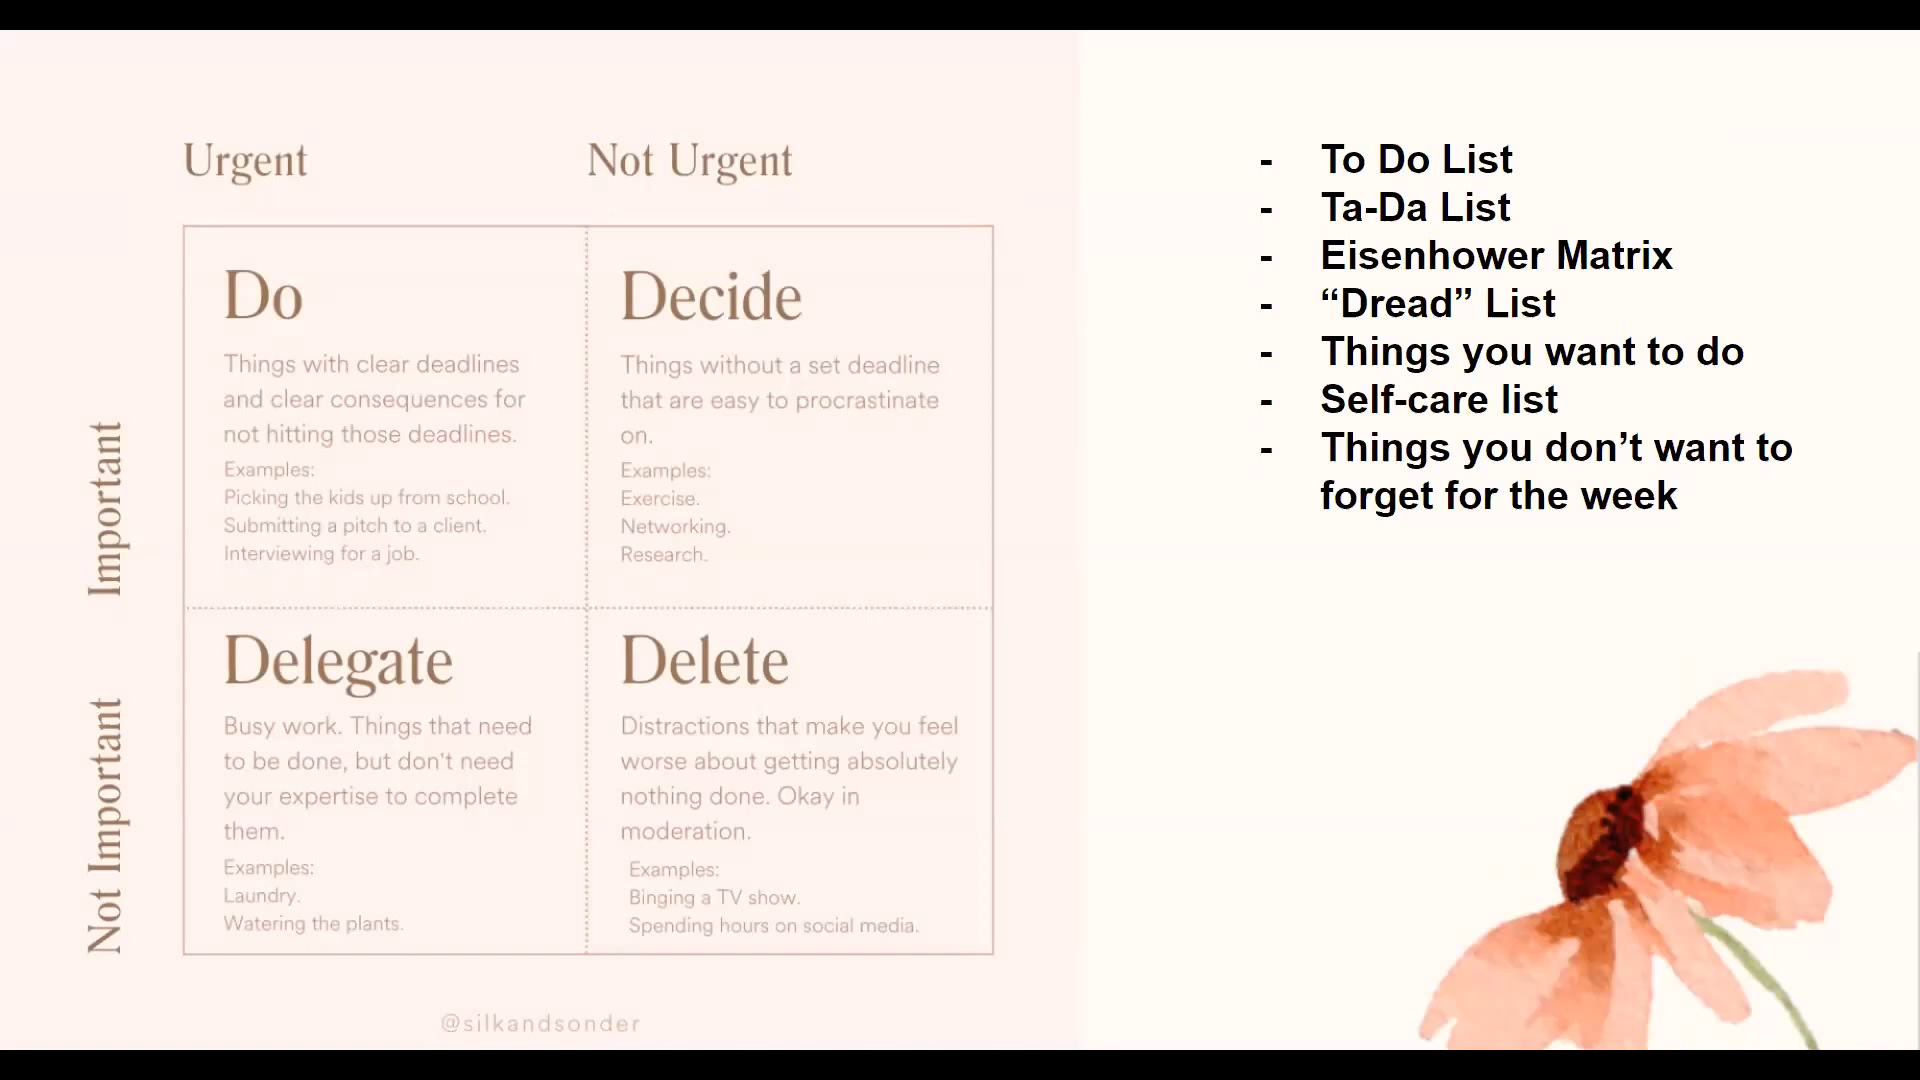 Urgent
Not Urgent
Important
Not Important
Do
Things with clear deadlines
and clear consequences for
not hitting those deadlines.
Examples:
Picking the kids up from school.
Submitting a pitch to a client.
Interviewing for a job.
Decide
Things without a set deadline
that are easy to procrastinate
on.
Examples:
Exercise.
Networking.
Research.
Delegate
Busy work. Things that need
to be done, but don't need
your expertise to complete
them.
Examples:
Laundry.
Watering the plants.
Delete
Distractions that make you feel
worse about getting absolutely
nothing done. Okay in
moderation.
Examples:
Binging a TV show.
Spending hours on social media.
@silkandsonder
- To Do List
- Ta-Da List
- Eisenhower Matrix
- “Dread” List
- Things you want to do
- Self-care list
- Things you don’t want to
forget for the week